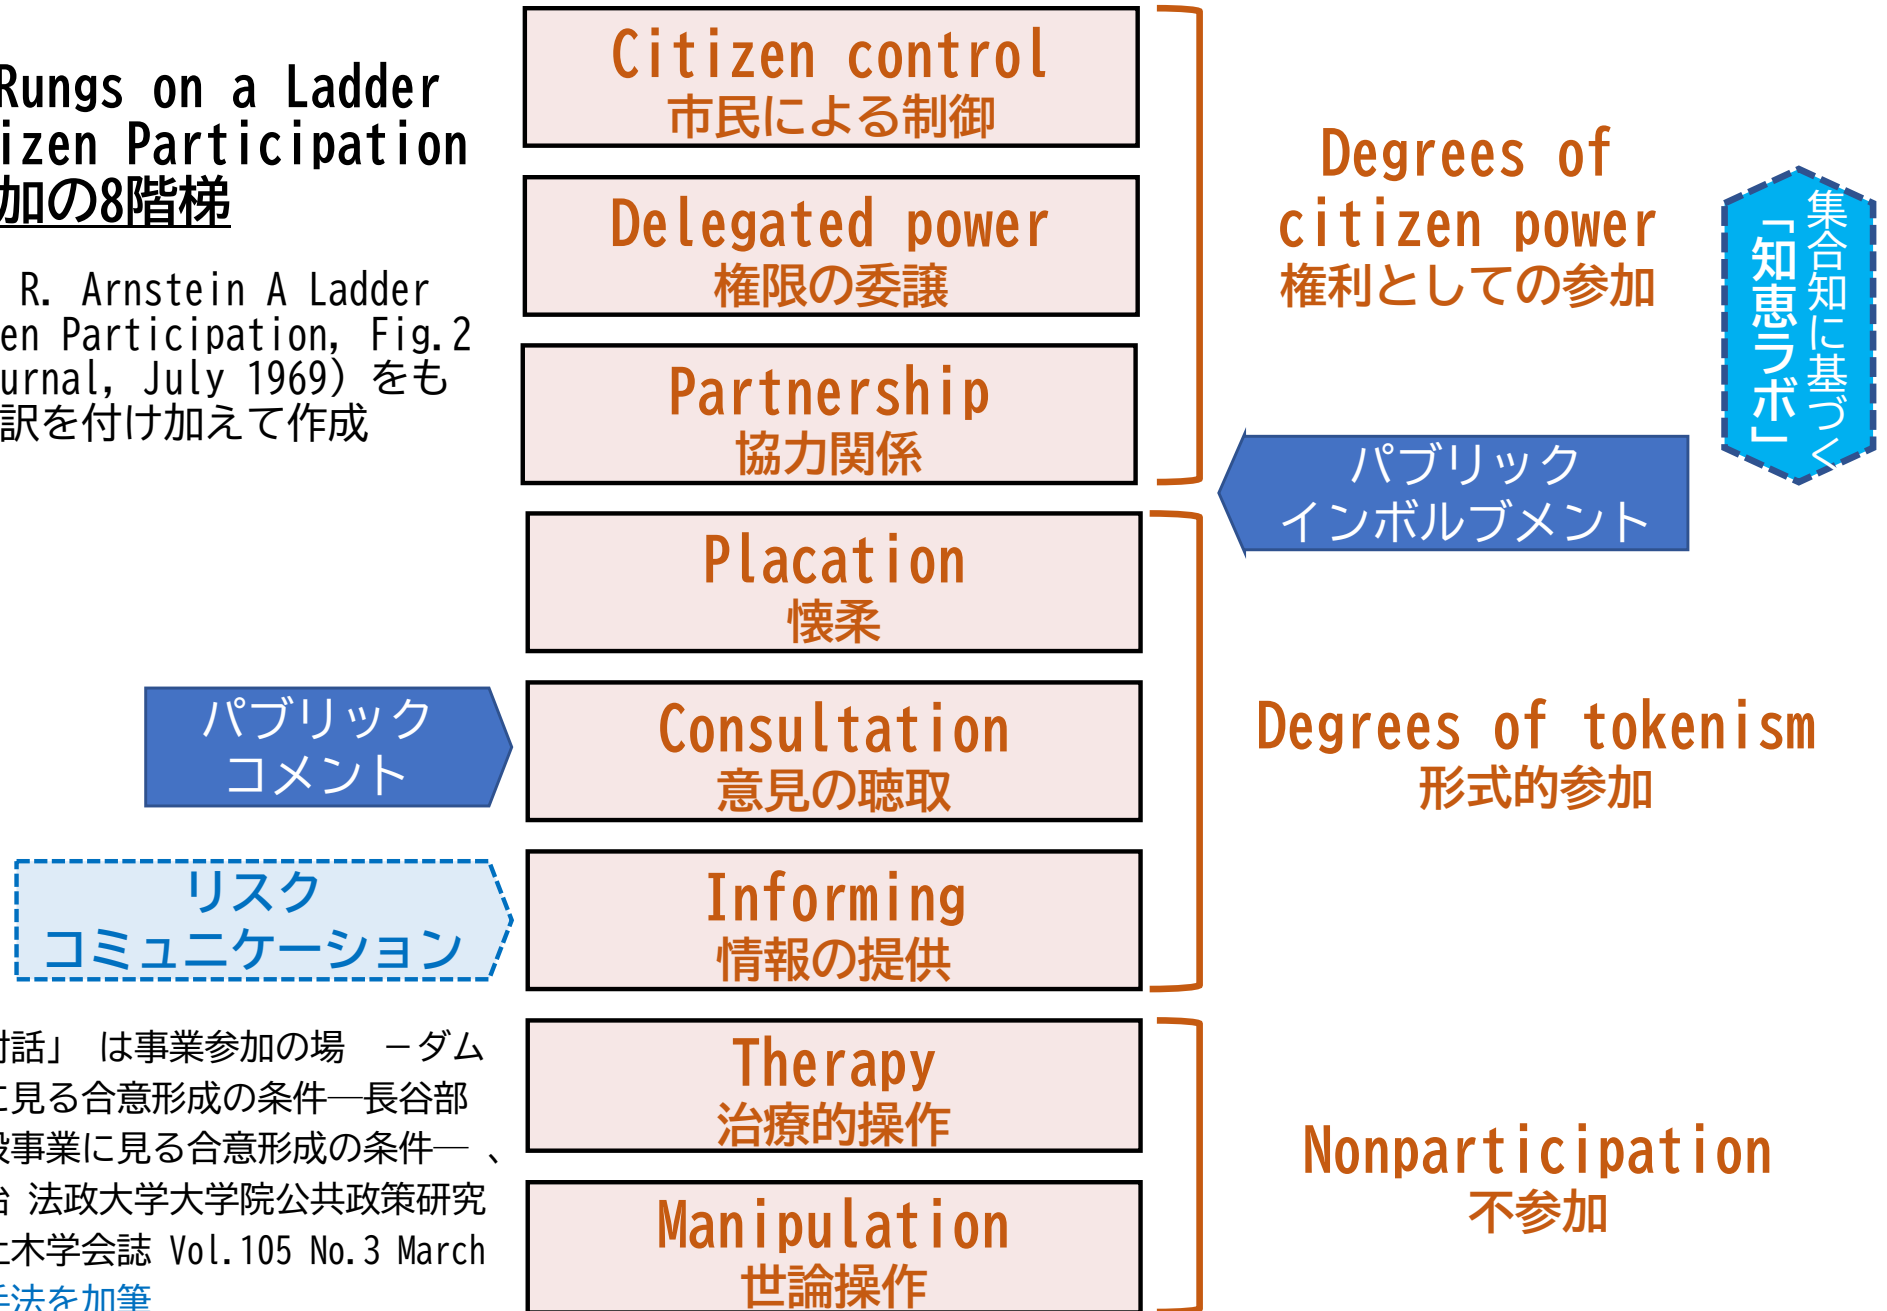 Rungs on a Ladder
izen Participation
加の8階梯
R. Arnstein A Ladder
en Participation, Fig.2
urnal, July 1969) をも
訳を付け加えて作成
Citizen control
市民による制御
Delegated power
権限の委譲
Partnership
協力関係
Placation
懐柔
Consultation
意見の聴取
Informing
情報の提供
Therapy
治療的操作
Manipulation
世論操作
Degrees of
citizen power
権利としての参加
集合知に基づく
「知恵ラボ」
パブリック
インボルブメント
Degrees of tokenism
形式的参加
Nonparticipation
不参加
パブリック
コメント
リスク
コミュニケーション
対話」 は事業参加の場 －ダム
に見る合意形成の条件―長谷部
設事業に見る合意形成の条件― 、
治 法政大学大学院公共政策研究
土木学会誌 Vol.105 No.3 March
手法を加筆